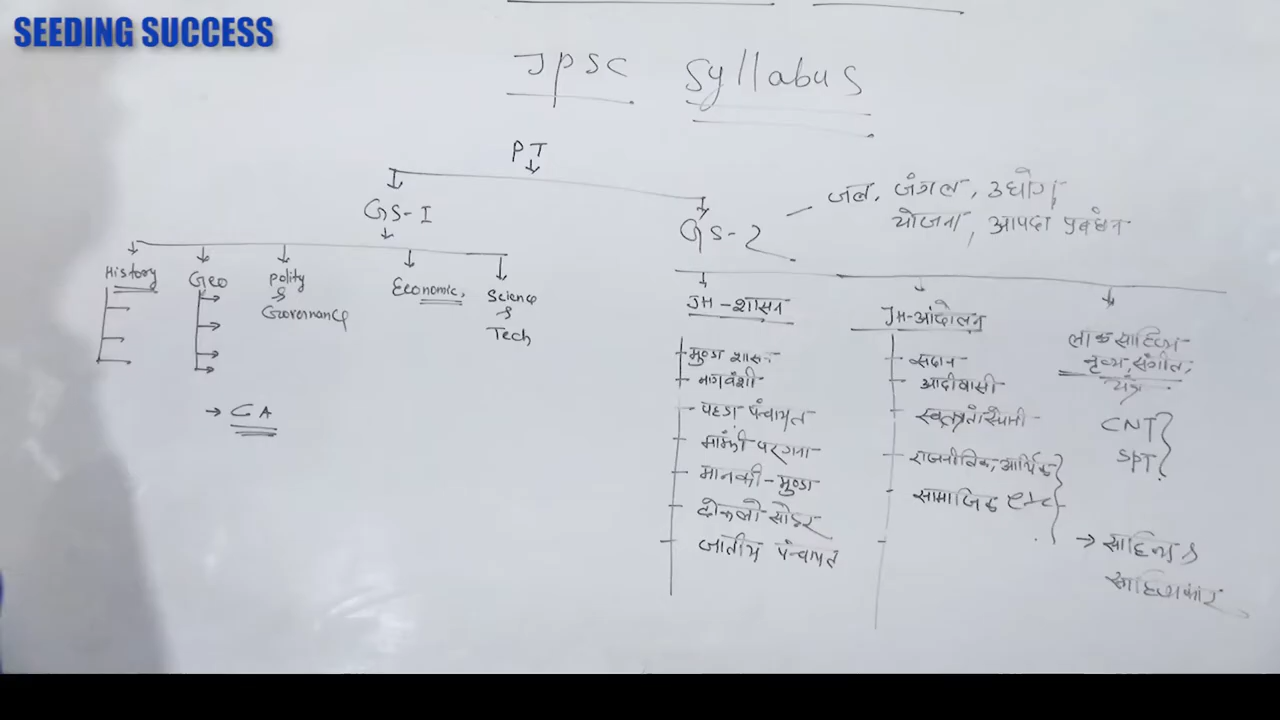 SEEDING SUCCESS
JPSC Syllabus
PT
GS-I
History
Geo
Polity
&
Governance
Economic,
Science
&
Tech
→ CA
GS-2
जल, जंगल, उद्योग,
योजना, आपदा प्रबंधन
JH-शासन
मुण्डा शास
नागवंशी
पड़हा पंचायत
मांझी परगना
मानकी-मुण्डा
ढोकलो सोहर
जातीय पंचायत
JH-आंदोलन
सदान
आदीवासी
स्वतंत्रता सेनानी
राजनीतिक, आर्थिक
सामाजिक etc
लोक साहित्य
नृत्य, संगीत,
यंत्र
CNT
SPT
→ साहित्य &
साहित्यकार